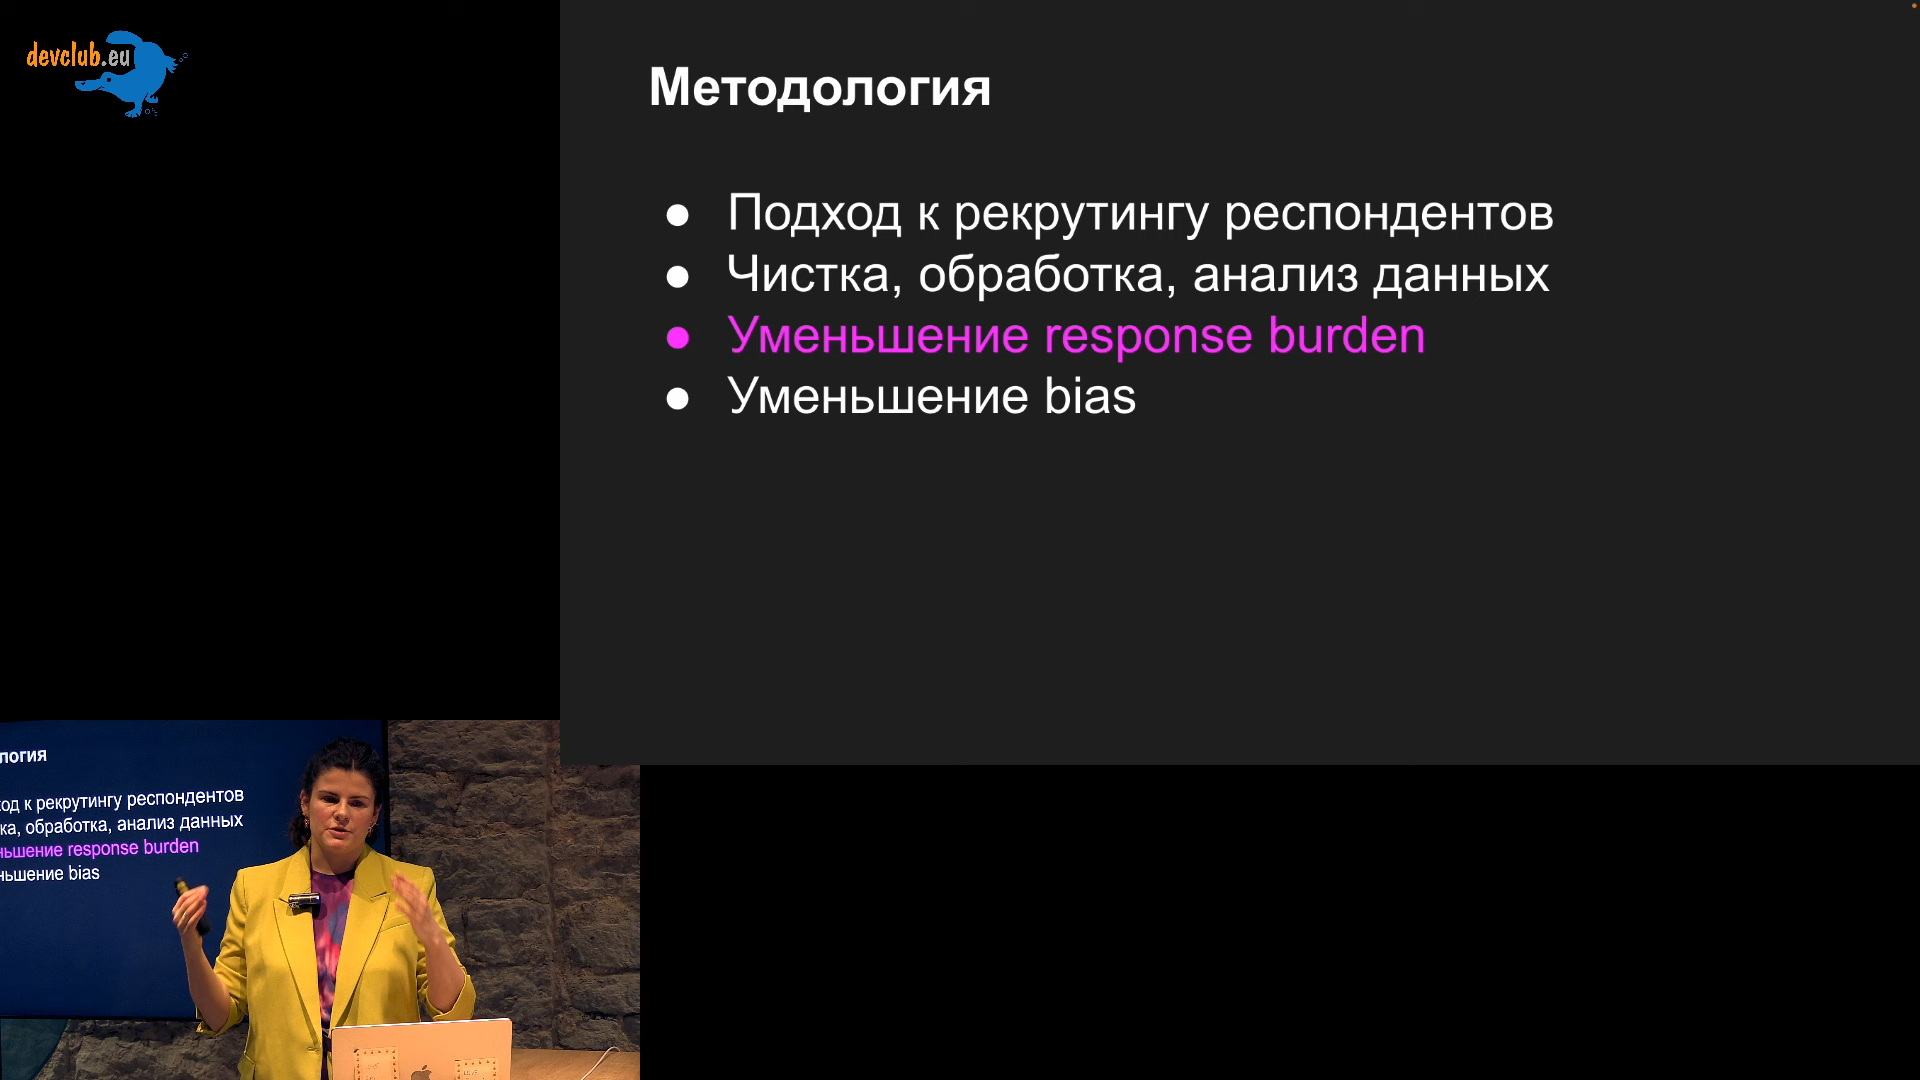 devclub.eu
Методология
● Подход к рекрутингу респондентов
● Чистка, обработка, анализ данных
● Уменьшение response burden
● Уменьшение bias
логия
од к рекрутингу респондентов
ка, обработка, анализ данных
ньшение response burden
ньшение bias